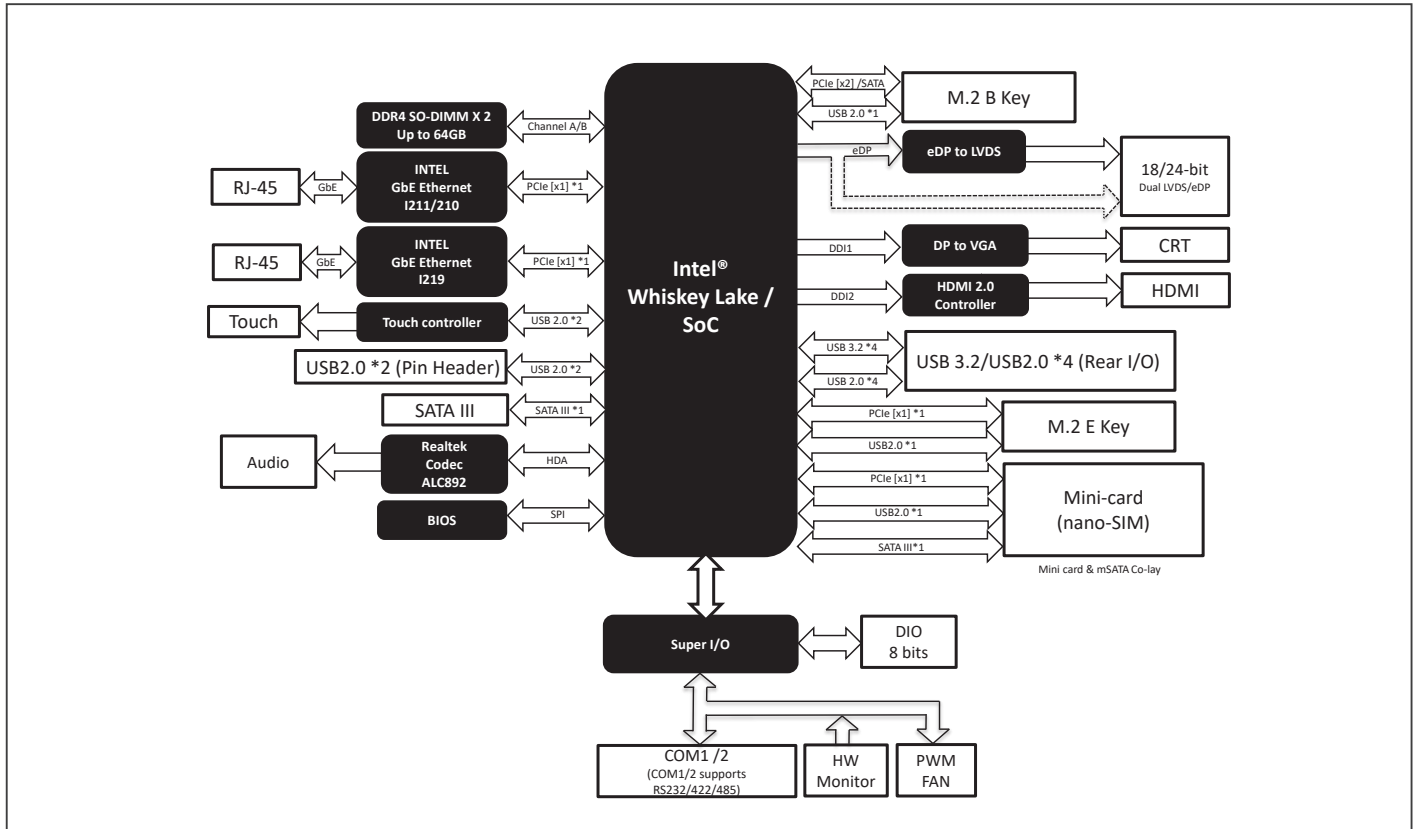 DDR4 SO-DIMM X 2
Up to 64GB
Channel A/B
RJ-45
GbE
INTEL
GbE Ethernet
I211/210
PCIe [x1] *1
RJ-45
GbE
INTEL
GbE Ethernet
I219
PCIe [x1] *1
Touch
Touch controller
USB 2.0 *2
USB2.0 *2 (Pin Header)
USB 2.0 *2
SATA III
SATA III *1
Audio
Realtek
Codec
ALC892
HDA
BIOS
SPI
Intel®
Whiskey Lake /
SoC
PCIe [x2] /SATA
USB 2.0 *1
M.2 B Key
eDP
eDP to LVDS
18/24-bit
Dual LVDS/eDP
DDI1
DP to VGA
CRT
DDI2
HDMI 2.0
Controller
HDMI
USB 3.2 *4
USB 2.0 *4
USB 3.2/USB2.0 *4 (Rear I/O)
PCIe [x1] *1
USB2.0 *1
M.2 E Key
PCIe [x1] *1
USB2.0 *1
SATA III*1
Mini-card
(nano-SIM)
Mini card & mSATA Co-lay
Super I/O
DIO
8 bits
COM1 /2
(COM1/2 supports
RS232/422/485)
HW
Monitor
PWM
FAN